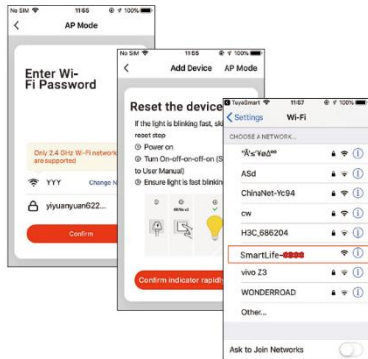 No SIM 11:55 100%
AP Mode
Enter Wi-
Fi Password
Only 2.4 GHz Wi-Fi network
are supported
YYY Change N
yiyuanyuan622...
Confirm
No SIM 11:55 100%
Add Device AP Mode
Reset the device
If the light is blinking fast, ski
reset step
Power on
Turn On-off-on-off-on (S
to User Manual)
Ensure light is fast blinkin
Confirm indicator rapidly
TuyaSmart 11:57 100%
Settings Wi-Fi
CHOOSE A NETWORK...
ASd
ChinaNet-Yc94
cw
H3C_686204
SmartLife-
vivo Z3
WONDERROAD
Other...
Ask to Join Networks